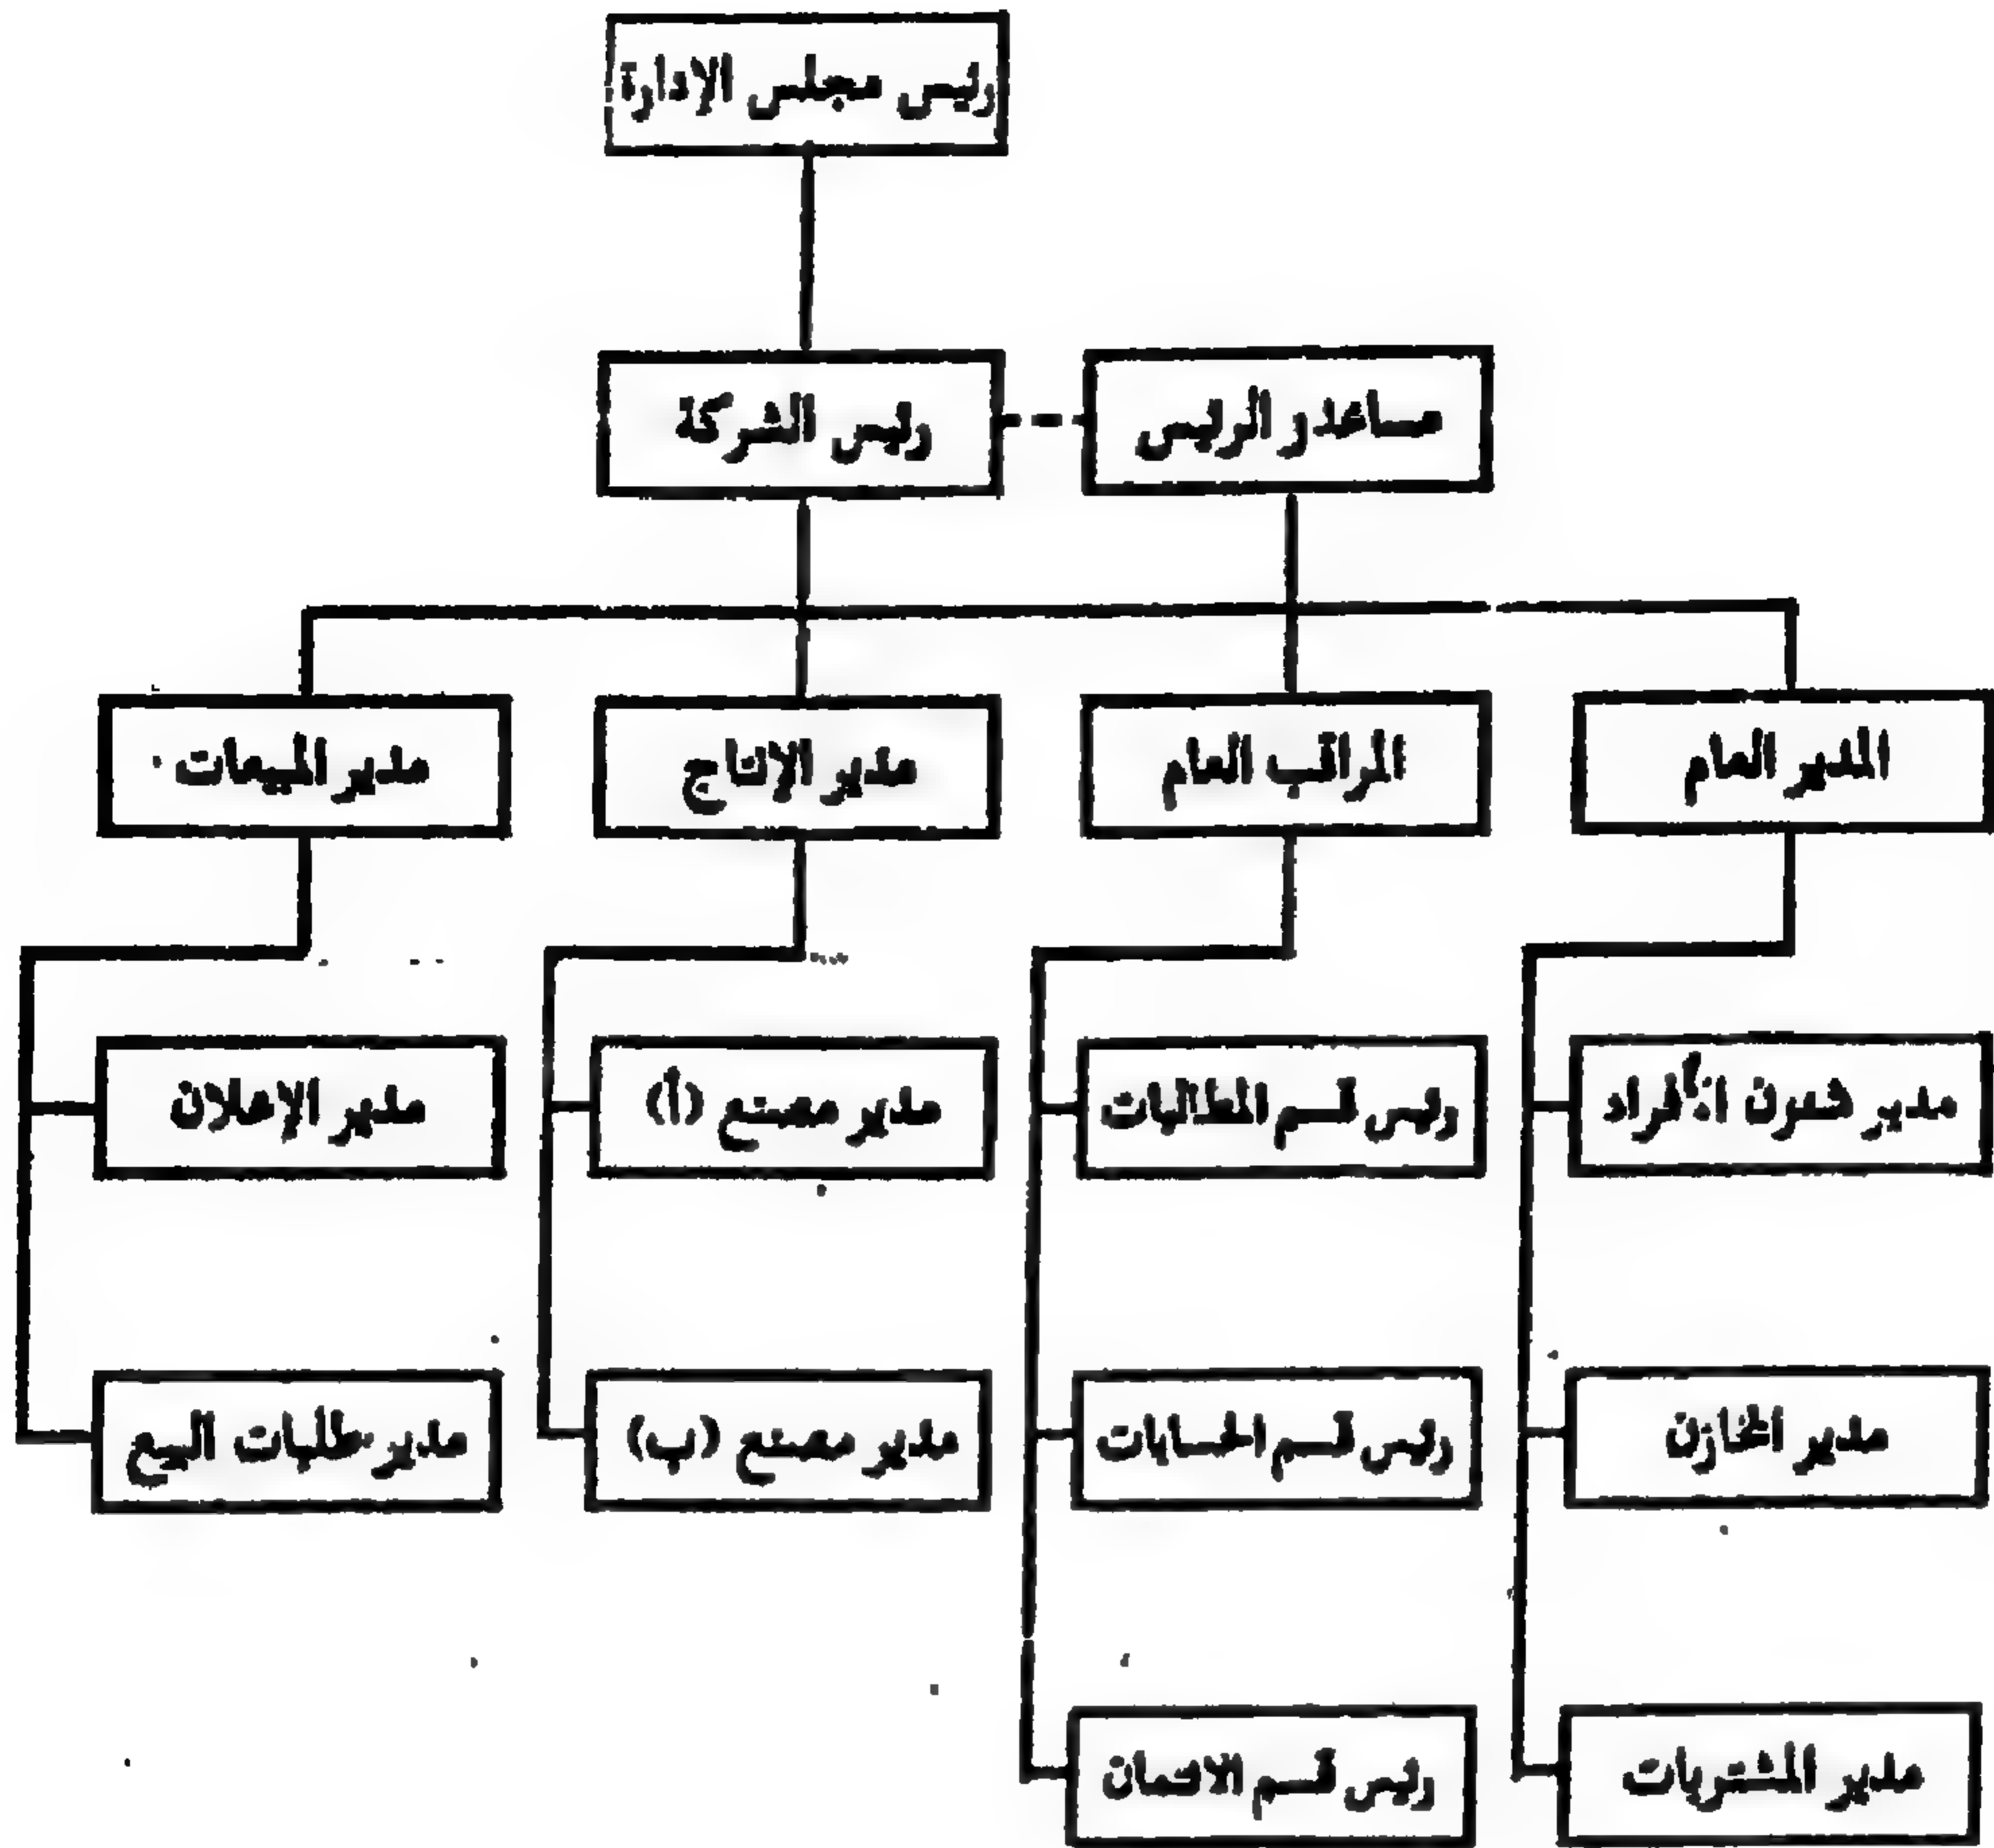 رئيس مجلس الإدارة
مساعدو الرئيس
رئيس الشركة
المدير العام
المراقب العام
مدير الإنتاج
مدير المبيعات
مدير شئون الأفراد
رئيس قسم المطالبات
مدير مصنع (أ)
مدير الإعلان
مدير المخازن
رئيس قسم الحسابات
مدير مصنع (ب)
مدير طلبات البيع
مدير المشتريات
رئيس قسم الائتمان